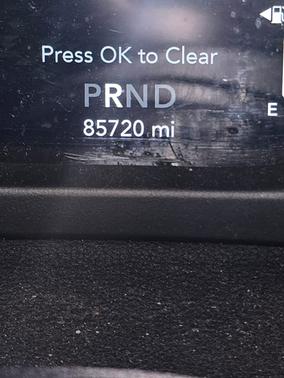 Press OK to Clear
PRND
85720 mi
E